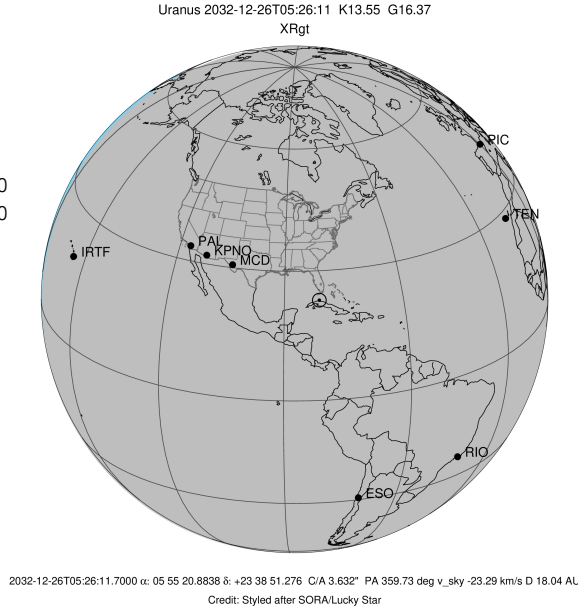 Uranus 2032-12-26T05:26:11 K13.55 G16.37
XRgt
0
0
PIC
TEN
PAL
KPNO
MCD
IRTF
RIO
ESO
2032-12-26T05:26:11.7000 α: 05 55 20.8838 δ: +23 38 51.276 C/A 3.632" PA 359.73 deg v_sky -23.29 km/s D 18.04 AU
Credit: Styled after SORA/Lucky Star